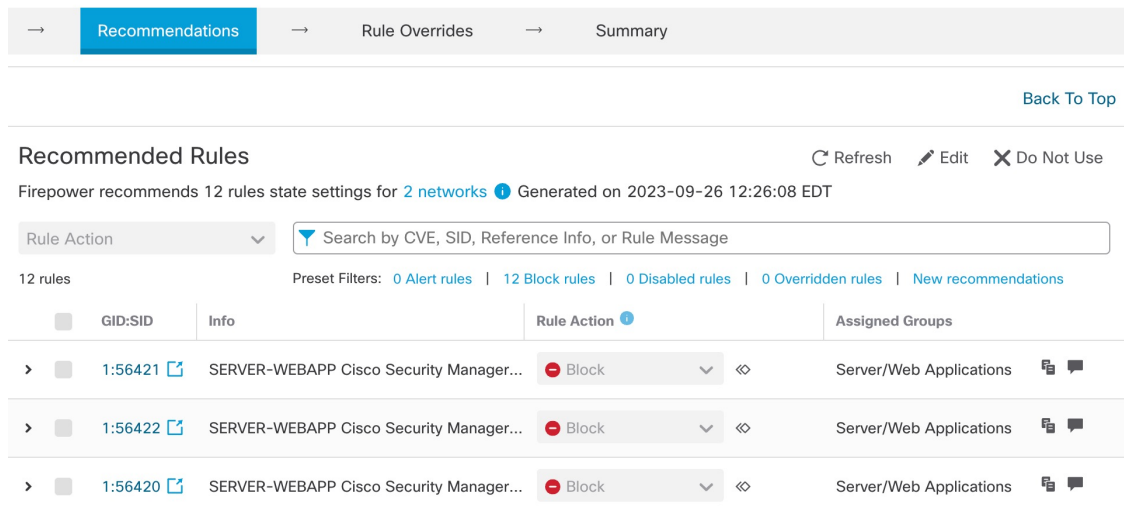 → Recommendations → Rule Overrides → Summary
Back To Top
Recommended Rules Refresh Edit Do Not Use
Firepower recommends 12 rules state settings for 2 networks Generated on 2023-09-26 12:26:08 EDT
Rule Action Search by CVE, SID, Reference Info, or Rule Message
12 rules Preset Filters: 0 Alert rules | 12 Block rules | 0 Disabled rules | 0 Overridden rules | New recommendations
GID:SID Info Rule Action Assigned Groups
1:56421 SERVER-WEBAPP Cisco Security Manager... Block Server/Web Applications
1:56422 SERVER-WEBAPP Cisco Security Manager... Block Server/Web Applications
1:56420 SERVER-WEBAPP Cisco Security Manager... Block Server/Web Applications